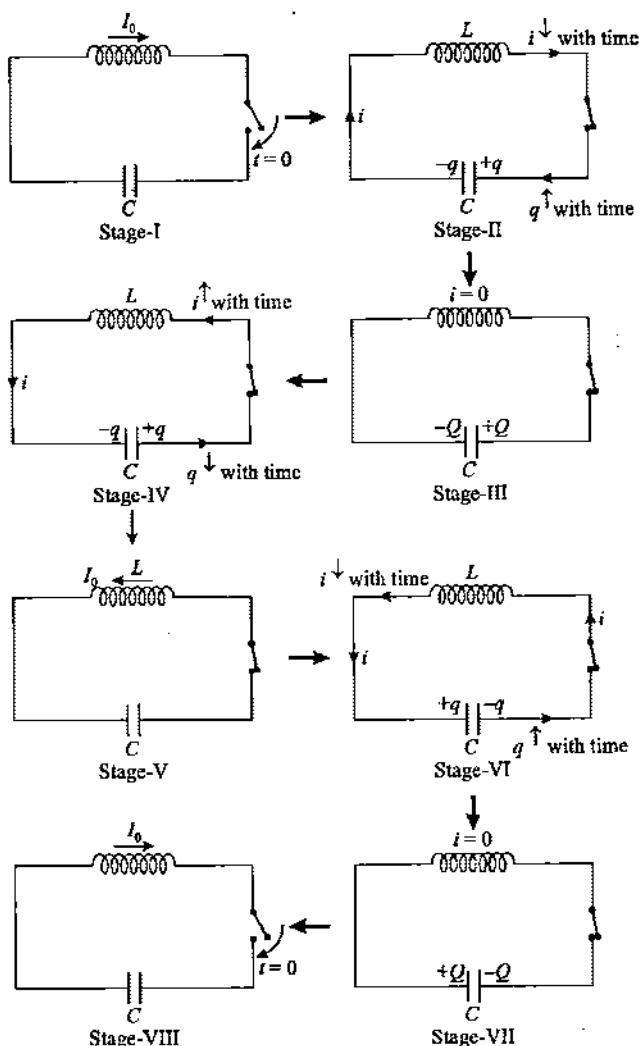 I₀
t = 0
C
Stage-I
L
i↓ with time
i
–q +q
q↑ with time
C
Stage-II
i = 0
–Q +Q
C
Stage-III
L
i↑ with time
i
–q +q
q↓ with time
C
Stage-IV
I₀
L
C
Stage-V
L
i↓ with time
i
i
+q –q
q↑ with time
C
Stage-VI
i = 0
+Q –Q
C
Stage-VII
I₀
t = 0
C
Stage-VIII